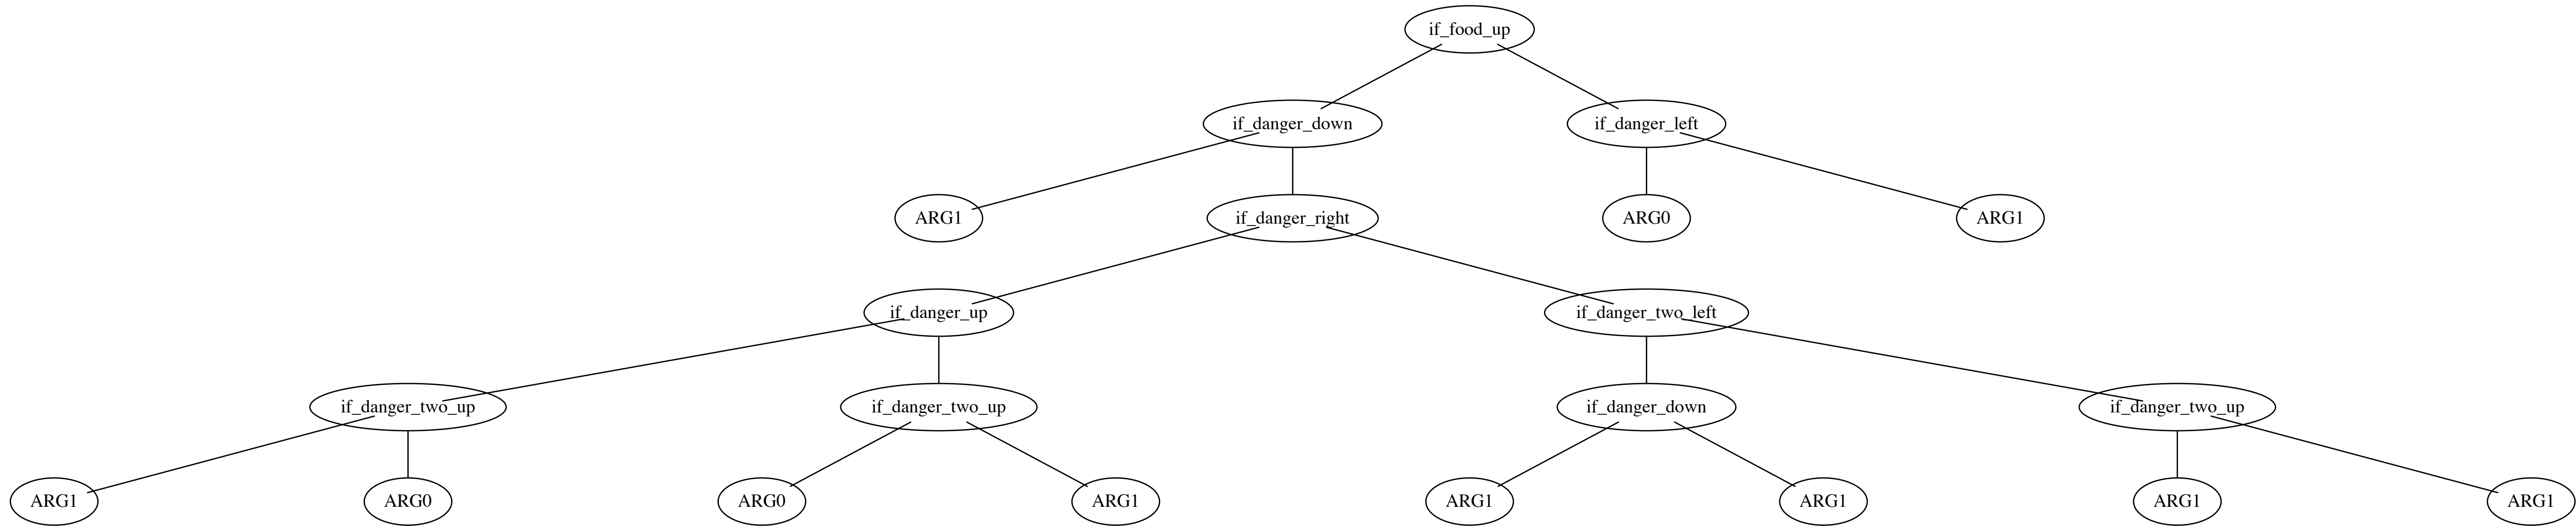 if_food_up
if_danger_down
if_danger_left
ARG1
if_danger_right
ARG0
ARG1
if_danger_up
if_danger_two_left
if_danger_two_up
if_danger_two_up
if_danger_down
if_danger_two_up
ARG1
ARG0
ARG0
ARG1
ARG1
ARG1
ARG1
ARG1